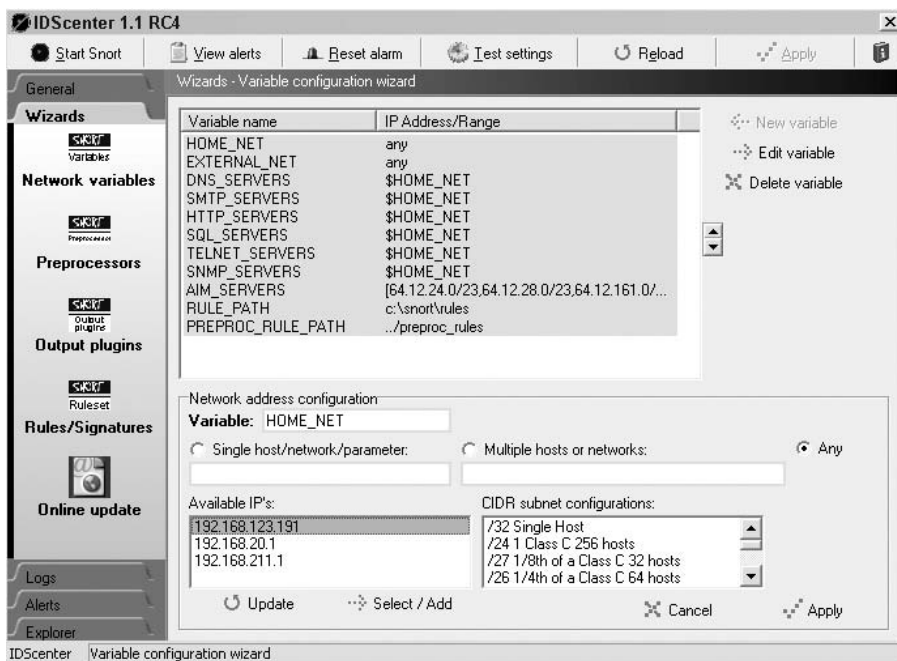 IDScenter 1.1 RC4
Start Snort View alerts Reset alarm Test settings Reload Apply
General
Wizards
SNORT
Variables
Network variables
SNORT
Preprocessor
Preprocessors
SNORT
Output
plugins
Output plugins
SNORT
Ruleset
Rules/Signatures
Online update
Logs
Alerts
Explorer
Wizards - Variable configuration wizard
Variable name IP Address/Range
HOME_NET any
EXTERNAL_NET any
DNS_SERVERS $HOME_NET
SMTP_SERVERS $HOME_NET
HTTP_SERVERS $HOME_NET
SQL_SERVERS $HOME_NET
TELNET_SERVERS $HOME_NET
SNMP_SERVERS $HOME_NET
AIM_SERVERS [64.12.24.0/23,64.12.28.0/23,64.12.161.0/...
RULE_PATH c:\snort\rules
PREPROC_RULE_PATH ../preproc_rules
New variable
Edit variable
Delete variable
Network address configuration
Variable: HOME_NET
Single host/network/parameter: Multiple hosts or networks: Any
Available IP's:
192.168.123.191
192.168.20.1
192.168.211.1
CIDR subnet configurations:
/32 Single Host
/24 1 Class C 256 hosts
/27 1/8th of a Class C 32 hosts
/26 1/4th of a Class C 64 hosts
Update Select / Add Cancel Apply
IDScenter Variable configuration wizard